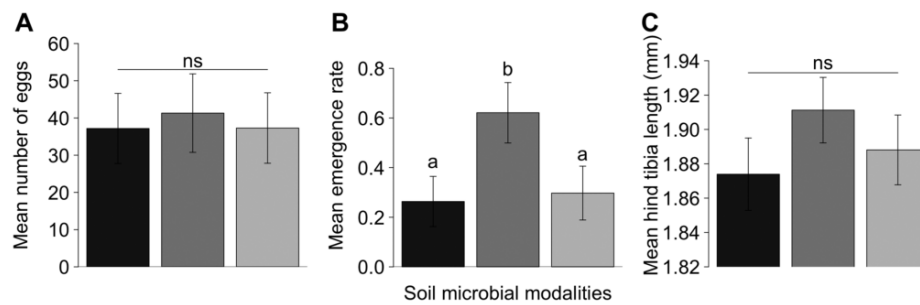 A
Mean number of eggs
60
50
40
30
20
10
0
ns
B
Mean emergence rate
0.8
0.6
0.4
0.2
0.0
a
b
a
C
Mean hind tibia length (mm)
1.94
1.92
1.90
1.88
1.86
1.84
1.82
ns
Soil microbial modalities